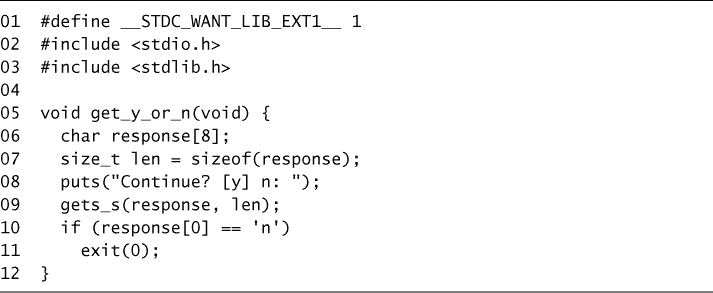 01 #define __STDC_WANT_LIB_EXT1__ 1
02 #include <stdio.h>
03 #include <stdlib.h>
04
05 void get_y_or_n(void) {
06   char response[8];
07   size_t len = sizeof(response);
08   puts("Continue? [y] n: ");
09   gets_s(response, len);
10   if (response[0] == 'n')
11     exit(0);
12 }